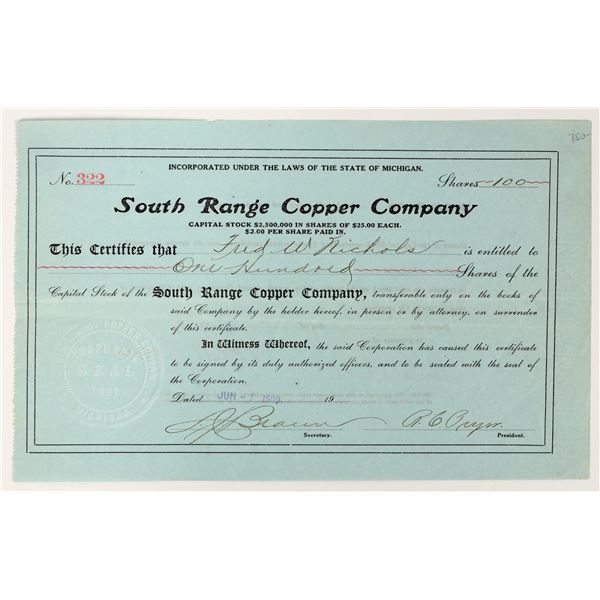 750-
INCORPORATED UNDER THE LAWS OF THE STATE OF MICHIGAN.
No. 322 Shares 100
South Range Copper Company
CAPITAL STOCK $2,500,000 IN SHARES OF $25.00 EACH.
$2.00 PER SHARE PAID IN.
This Certifies that Fred W Nichols is entitled to
One Hundred Shares of the
Capital Stock of the South Range Copper Company, transferable only on the books of
said Company by the holder hereof, in person or by attorney, on surrender
of this certificate.
In Witness Whereof, the said Corporation has caused this certificate
to be signed by its duly authorized officers, and to be sealed with the seal of
the Corporation.
Dated JUN -7 1909 19
Secretary. President.
SEAL